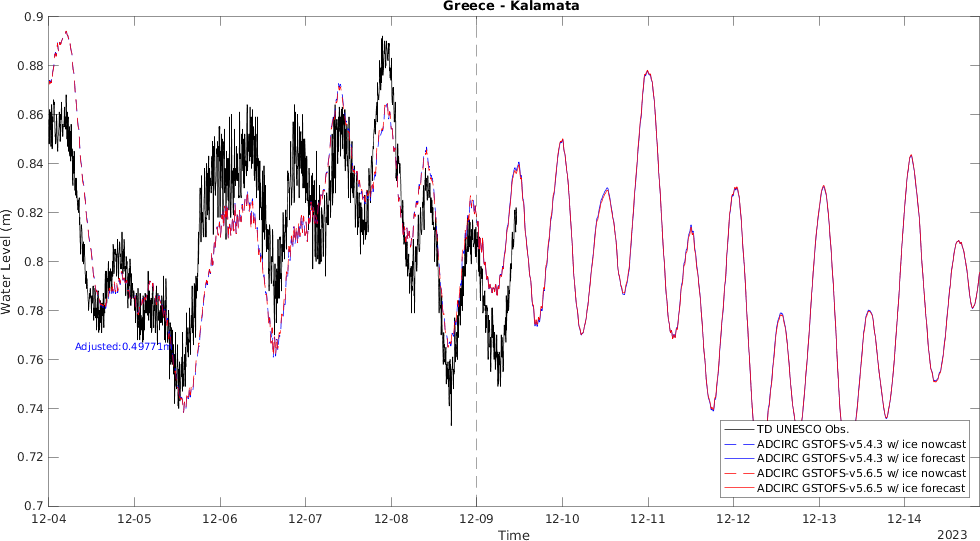 Greece - Kalamata
Water Level (m)
0.9
0.88
0.86
0.84
0.82
0.8
0.78
0.76
0.74
0.72
0.7
Adjusted:0.49771m
TD UNESCO Obs.
ADCIRC GSTOFS-v5.4.3 w/ ice nowcast
ADCIRC GSTOFS-v5.4.3 w/ ice forecast
ADCIRC GSTOFS-v5.6.5 w/ ice nowcast
ADCIRC GSTOFS-v5.6.5 w/ ice forecast
12-04 12-05 12-06 12-07 12-08 12-09 12-10 12-11 12-12 12-13 12-14
Time
2023